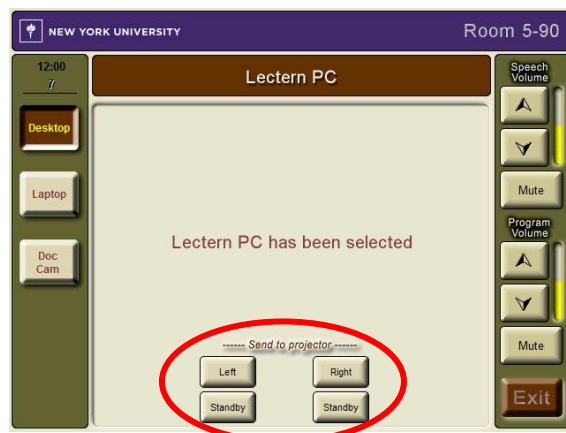 NEW YORK UNIVERSITY
Room 5-90
12:00
7
Lectern PC
Desktop
Laptop
Doc
Cam
Lectern PC has been selected
------ Send to projector ------
Left
Right
Standby
Standby
Speech
Volume
Mute
Program
Volume
Mute
Exit